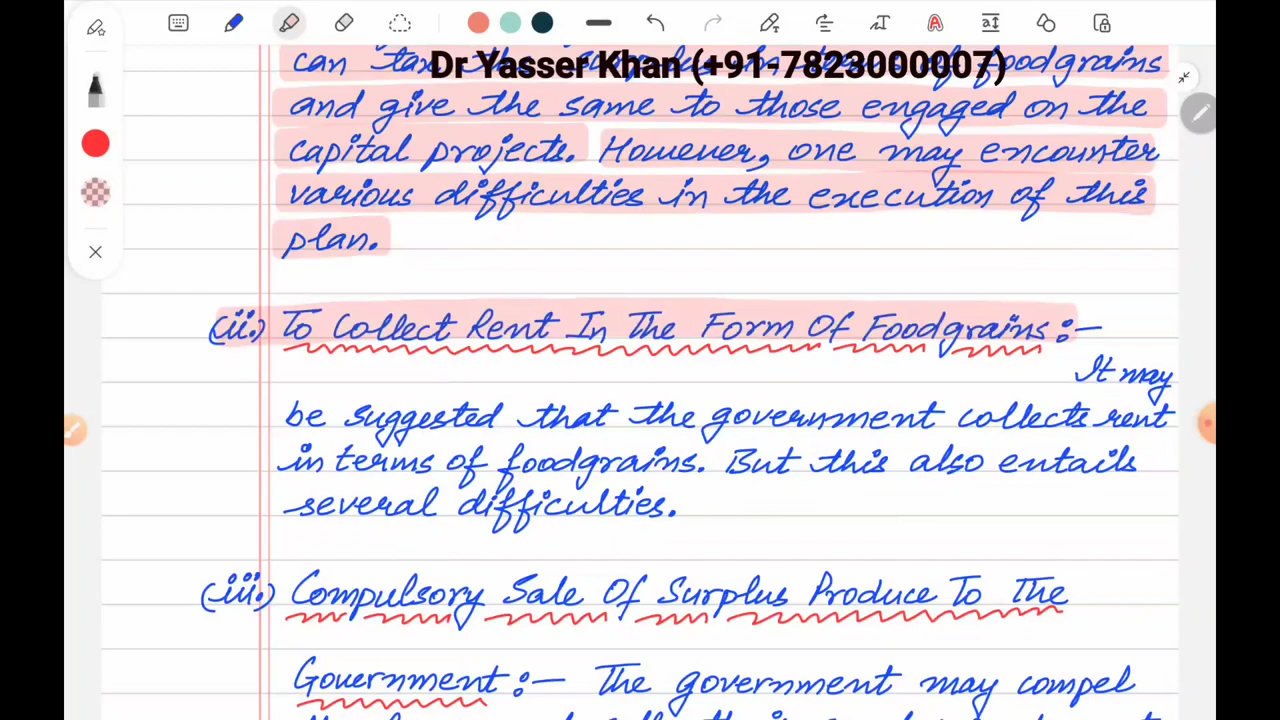 Dr Yasser Khan (+91-7823000007)
can tax the surplus in terms of foodgrains
and give the same to those engaged on the
capital projects. However, one may encounter
various difficulties in the execution of this
plan.
(ii.) To Collect Rent In The Form Of Foodgrains :-
It may
be suggested that the government collects rent
in terms of foodgrains. But this also entails
several difficulties.
(iii.) Compulsory Sale Of Surplus Produce To The
Government :- The government may compel